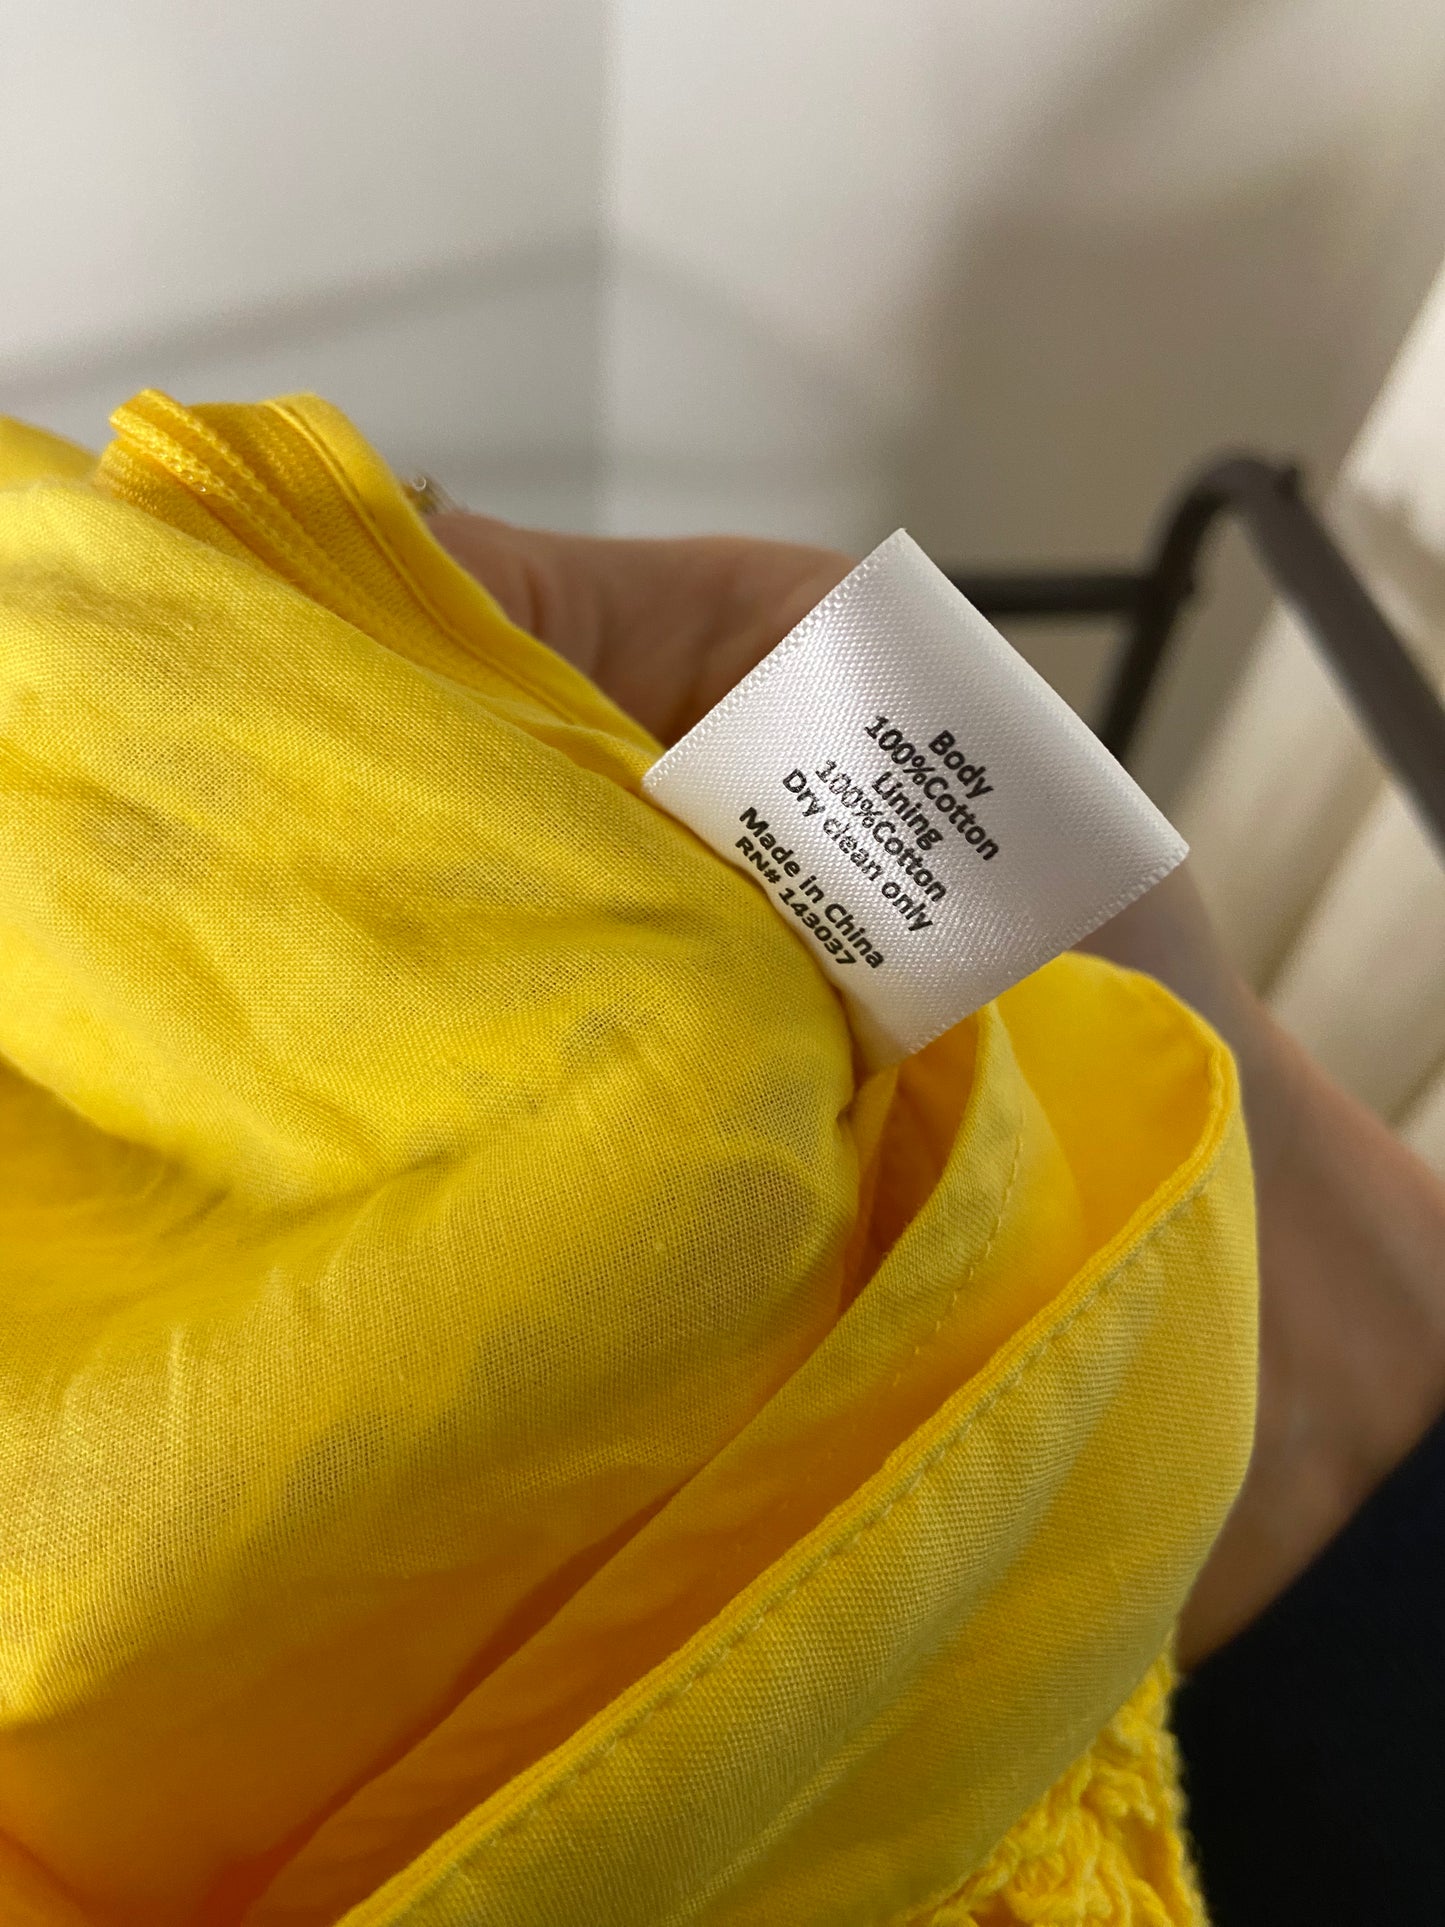 Body
100%Cotton
Lining
100%Cotton
Dry clean only
Made in China
RN# 143037